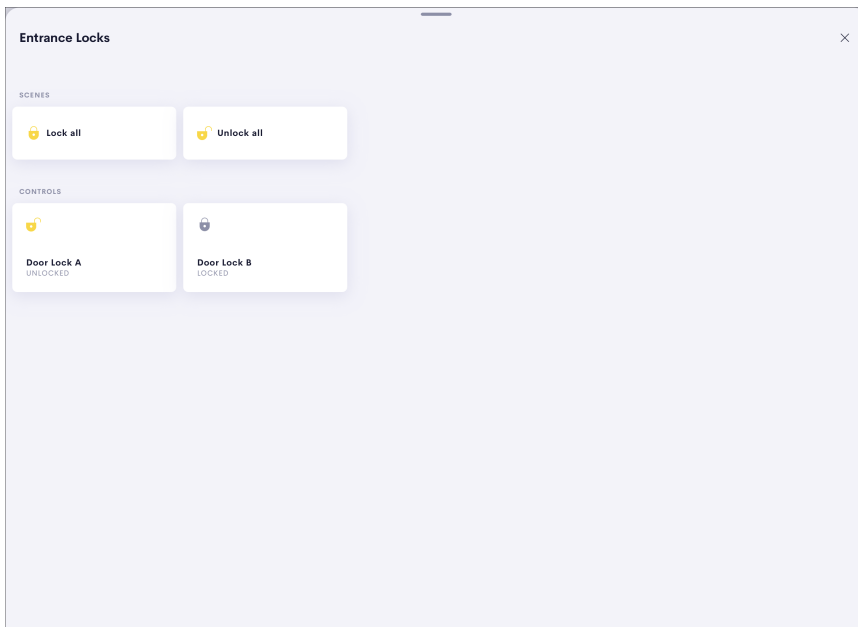 Entrance Locks
SCENES
Lock all
Unlock all
CONTROLS
Door Lock A
UNLOCKED
Door Lock B
LOCKED